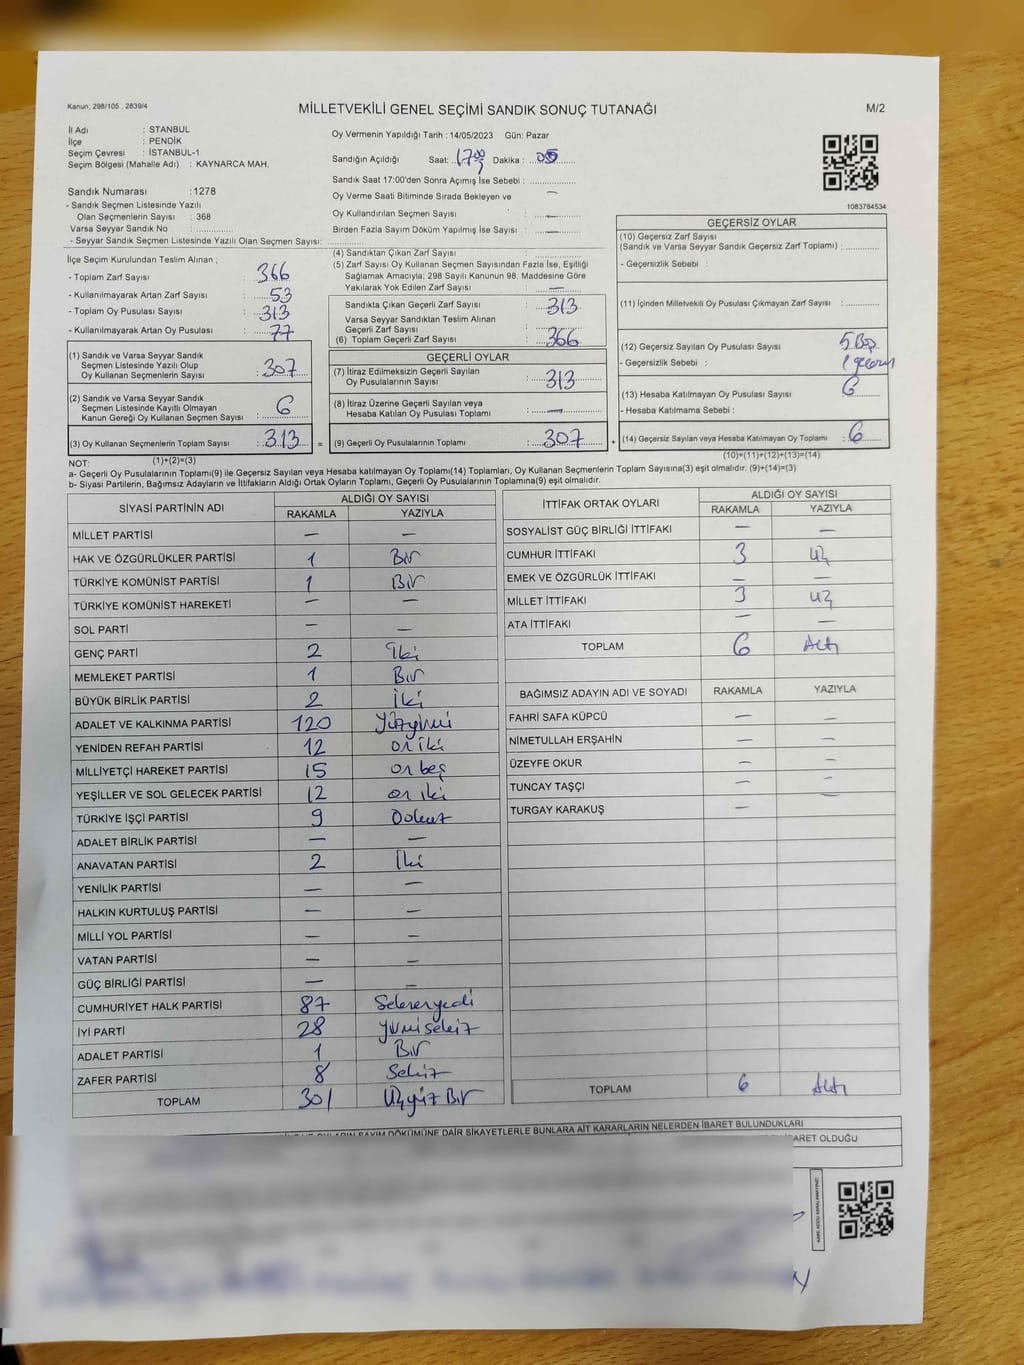 Kanun; 298/105 , 2839/4
MİLLETVEKİLİ GENEL SEÇİMİ SANDIK SONUÇ TUTANAĞI
M/2
İl Adı : STANBUL
İlçe : PENDİK
Seçim Çevresi : İSTANBUL-1
Seçim Bölgesi (Mahalle Adı) : KAYNARCA MAH.
Oy Vermenin Yapıldığı Tarih : 14/05/2023 Gün: Pazar
Sandığın Açıldığı Saat: 17:00 Dakika : 05
Sandık Saat 17:00'den Sonra Açımış İse Sebebi :
Oy Verme Saati Bitiminde Sırada Bekleyen ve
Oy Kullandırılan Seçmen Sayısı : —
Birden Fazla Sayım Döküm Yapılmış İse Sayısı : —
1083784534
Sandık Numarası :1278
- Sandık Seçmen Listesinde Yazılı
Olan Seçmenlerin Sayısı : 368
Varsa Seyyar Sandık No :
- Seyyar Sandık Seçmen Listesinde Yazılı Olan Seçmen Sayısı:
İlçe Seçim Kurulundan Teslim Alınan ;
- Toplam Zarf Sayısı : 366
- Kullanılmayarak Artan Zarf Sayısı : 53
- Toplam Oy Pusulası Sayısı : 313
- Kullanılmayarak Artan Oy Pusulası : 77
(1) Sandık ve Varsa Seyyar Sandık
Seçmen Listesinde Yazılı Olup
Oy Kullanan Seçmenlerin Sayısı : 307
(2) Sandık ve Varsa Seyyar Sandık
Seçmen Listesinde Kayıtlı Olmayan
Kanun Gereği Oy Kullanan Seçmen Sayısı : 6
(3) Oy Kullanan Seçmenlerin Toplam Sayısı : 313 =
(1)+(2)=(3)
(4) Sandıktan Çıkan Zarf Sayısı :
(5) Zarf Sayısı Oy Kullanan Seçmen Sayısından Fazla İse, Eşitliği
Sağlamak Amacıyla; 298 Sayılı Kanunun 98. Maddesine Göre
Yakılarak Yok Edilen Zarf Sayısı : —
Sandıkta Çıkan Geçerli Zarf Sayısı : 313
Varsa Seyyar Sandıktan Teslim Alınan
Geçerli Zarf Sayısı :
(6) Toplam Geçerli Zarf Sayısı : 366
GEÇERLİ OYLAR
(7) İtiraz Edilmeksizin Geçerli Sayılan
Oy Pusulalarının Sayısı : 313
(8) İtiraz Üzerine Geçerli Sayılan veya
Hesaba Katılan Oy Pusulası Toplamı : —
(9) Geçerli Oy Pusulalarının Toplamı : 307 +
GEÇERSİZ OYLAR
(10) Geçersiz Zarf Sayısı
(Sandık ve Varsa Seyyar Sandık Geçersiz Zarf Toplamı) :
- Geçersizlik Sebebi :
(11) İçinden Milletvekili Oy Pusulası Çıkmayan Zarf Sayısı :
(12) Geçersiz Sayılan Oy Pusulası Sayısı : 5 Boş
- Geçersizlik Sebebi : 1
(13) Hesaba Katılmayan Oy Pusulası Sayısı : 6
- Hesaba Katılmama Sebebi :
(14) Geçersiz Sayılan veya Hesaba Katılmayan Oy Toplamı : 6
(10)+(11)+(12)+(13)=(14)
NOT:
a- Geçerli Oy Pusulalarının Toplamı(9) ile Geçersiz Sayılan veya Hesaba katılmayan Oy Toplamı(14) Toplamları, Oy Kullanan Seçmenlerin Toplam Sayısına(3) eşit olmalıdır. (9)+(14)=(3)
b- Siyasi Partilerin, Bağımsız Adayların ve İttifakların Aldığı Ortak Oyların Toplamı, Geçerli Oy Pusulalarının Toplamına(9) eşit olmalıdır.
SİYASİ PARTİNİN ADI ALDIĞI OY SAYISI
RAKAMLA YAZIYLA
MİLLET PARTİSİ — —
HAK VE ÖZGÜRLÜKLER PARTİSİ 1 Bir
TÜRKİYE KOMÜNİST PARTİSİ 1 Bir
TÜRKİYE KOMÜNİST HAREKETİ — —
SOL PARTİ — —
GENÇ PARTİ 2 İki
MEMLEKET PARTİSİ 1 Bir
BÜYÜK BİRLİK PARTİSİ 2 İki
ADALET VE KALKINMA PARTİSİ 120 Yüzyirmi
YENİDEN REFAH PARTİSİ 12 on iki
MİLLİYETÇİ HAREKET PARTİSİ 15 on beş
YEŞİLLER VE SOL GELECEK PARTİSİ 12 on iki
TÜRKİYE İŞÇİ PARTİSİ 9 Dokuz
ADALET BİRLİK PARTİSİ — —
ANAVATAN PARTİSİ 2 İki
YENİLİK PARTİSİ — —
HALKIN KURTULUŞ PARTİSİ — —
MİLLİ YOL PARTİSİ — —
VATAN PARTİSİ — —
GÜÇ BİRLİĞİ PARTİSİ — —
CUMHURİYET HALK PARTİSİ 87 Seksenyedi
İYİ PARTİ 28 Yirmisekiz
ADALET PARTİSİ 1 Bir
ZAFER PARTİSİ 8 Sekiz
TOPLAM 301 Üçyüz Bir
İTTİFAK ORTAK OYLARI ALDIĞI OY SAYISI
RAKAMLA YAZIYLA
SOSYALİST GÜÇ BİRLİĞİ İTTİFAKI — —
CUMHUR İTTİFAKI 3 Üç
EMEK VE ÖZGÜRLÜK İTTİFAKI — —
MİLLET İTTİFAKI 3 Üç
ATA İTTİFAKI — —
TOPLAM 6 Altı
BAĞIMSIZ ADAYIN ADI VE SOYADI RAKAMLA YAZIYLA
FAHRİ SAFA KÜPCÜ — —
NİMETULLAH ERŞAHİN — —
ÜZEYFE OKUR — —
TUNCAY TAŞÇI — —
TURGAY KARAKUŞ — —
TOPLAM 6 Altı
SAYIM DÖKÜMÜNE DAİR ŞİKAYETLERLE BUNLARA AİT KARARLARIN NELERDEN İBARET BULUNDUKLARI
İBARET OLDUĞU